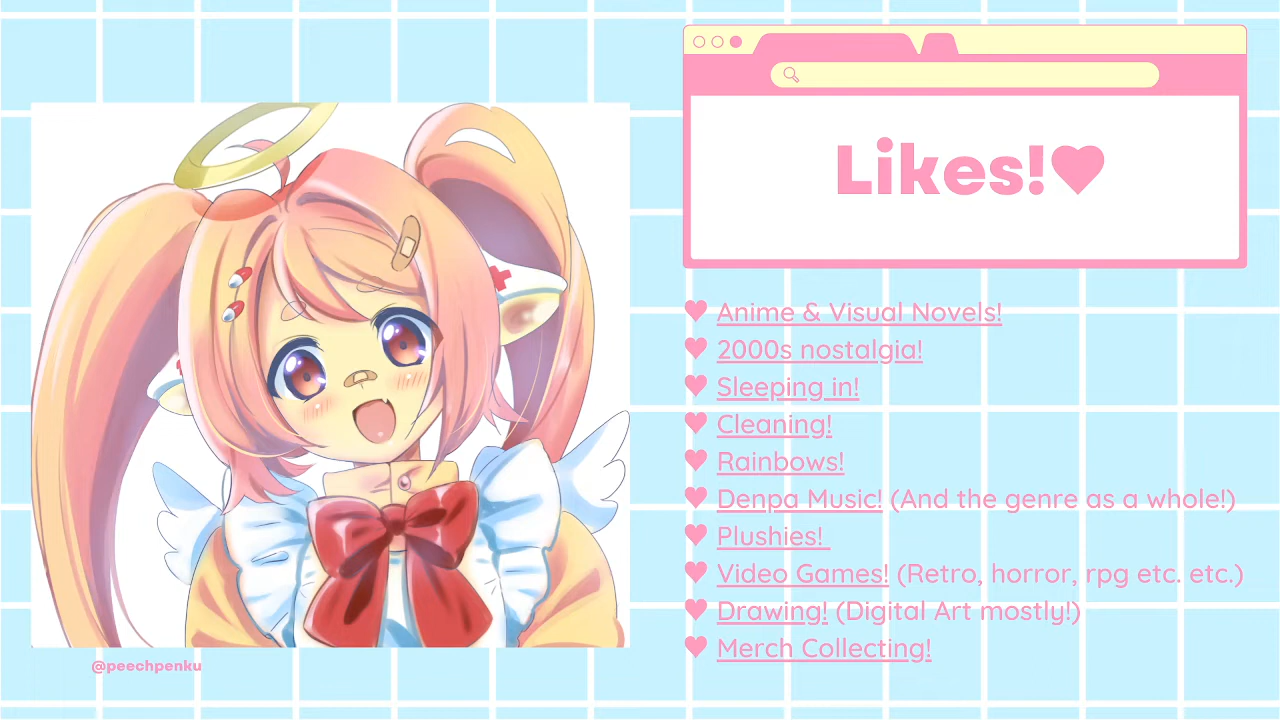 Likes!♥
♥ Anime & Visual Novels!
♥ 2000s nostalgia!
♥ Sleeping in!
♥ Cleaning!
♥ Rainbows!
♥ Denpa Music! (And the genre as a whole!)
♥ Plushies!
♥ Video Games! (Retro, horror, rpg etc. etc.)
♥ Drawing! (Digital Art mostly!)
♥ Merch Collecting!
@peechpenku